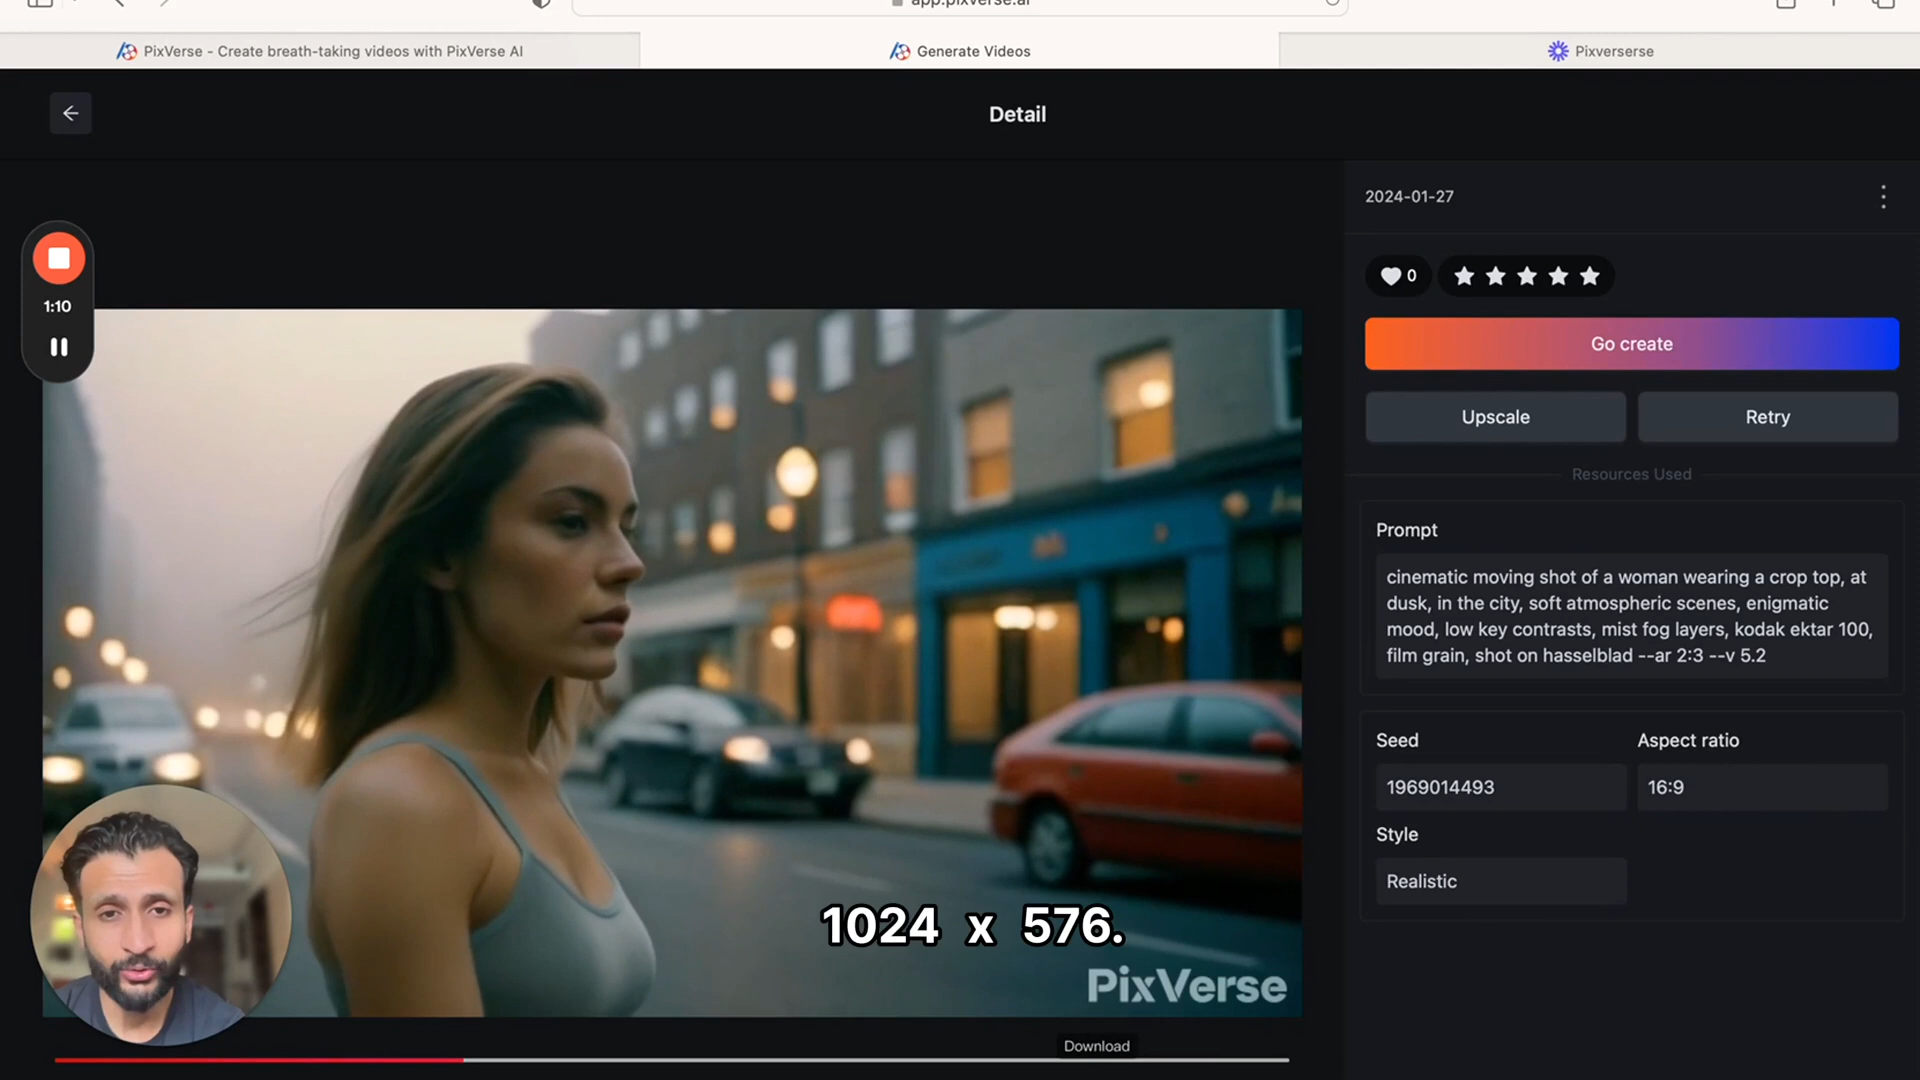 app.pixverse.ai
PixVerse - Create breath-taking videos with PixVerse AI
Generate Videos
Pixverserse
Detail
2024-01-27
1:10
0
Go create
Upscale
Retry
Resources Used
Prompt
cinematic moving shot of a woman wearing a crop top, at
dusk, in the city, soft atmospheric scenes, enigmatic
mood, low key contrasts, mist fog layers, kodak ektar 100,
film grain, shot on hasselblad --ar 2:3 --v 5.2
Seed
Aspect ratio
1969014493
16:9
Style
Realistic
1024 x 576.
PixVerse
Download